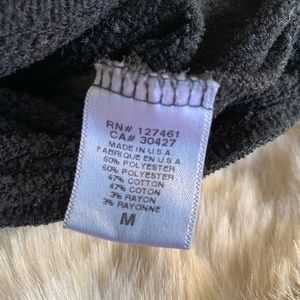 RN# 127461
CA# 30427
MADE IN U.S.A
FABRIQUE EN U.S.A
50% POLYESTER
50% POLYESTER
47% COTTON
47% COTON
3% RAYON
3% RAYONNE
M